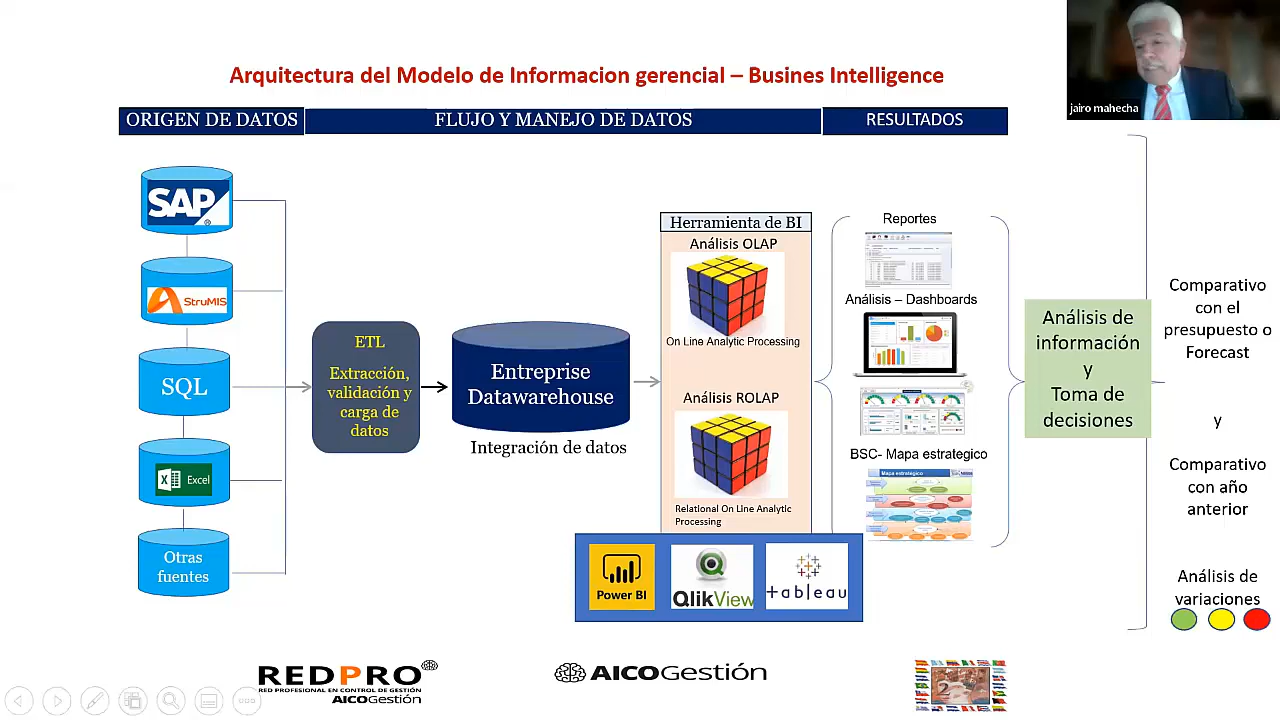 jairo mahecha
Arquitectura del Modelo de Informacion gerencial – Busines Intelligence
ORIGEN DE DATOS
FLUJO Y MANEJO DE DATOS
RESULTADOS
SAP
StruMIS
SQL
Excel
Otras
fuentes
ETL
Extracción,
validación y
carga de
datos
Entreprise
Datawarehouse
Integración de datos
Herramienta de BI
Análisis OLAP
On Line Analytic Processing
Análisis ROLAP
Relational On Line Analytic
Processing
Power BI
QlikView
+ableau
Reportes
Análisis – Dashboards
BSC- Mapa estrategico
Mapa estratégico
Análisis de
información
y
Toma de
decisiones
Comparativo
con el
presupuesto o
Forecast
y
Comparativo
con año
anterior
Análisis de
variaciones
REDPRO
RED PROFESIONAL EN CONTROL DE GESTIÓN
AICOGestión
AICOGestión